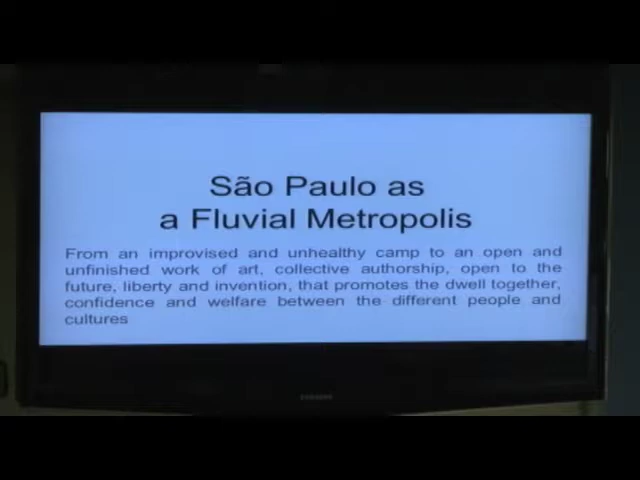 São Paulo as
a Fluvial Metropolis
From an improvised and unhealthy camp to an open and
unfinished work of art, collective authorship, open to the
future, liberty and invention, that promotes the dwell together,
confidence and welfare between the different people and
cultures
SAMSUNG